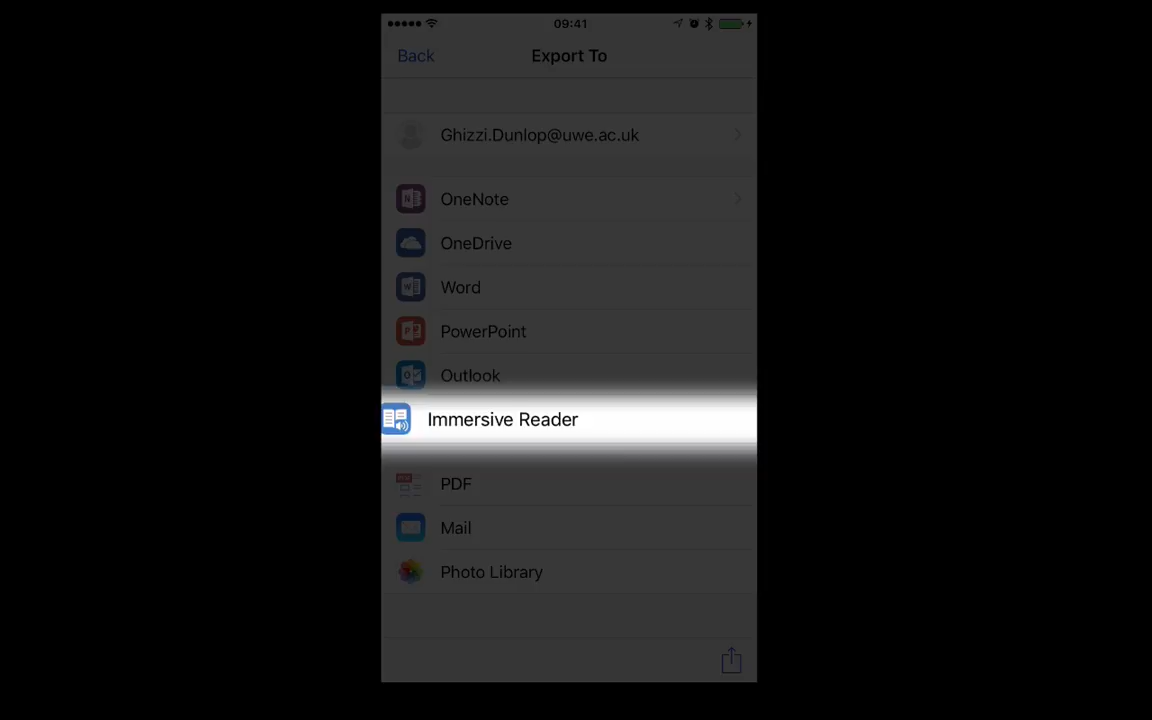 09:41
Back
Export To
Ghizzi.Dunlop@uwe.ac.uk
OneNote
OneDrive
Word
PowerPoint
Outlook
Immersive Reader
PDF
Mail
Photo Library